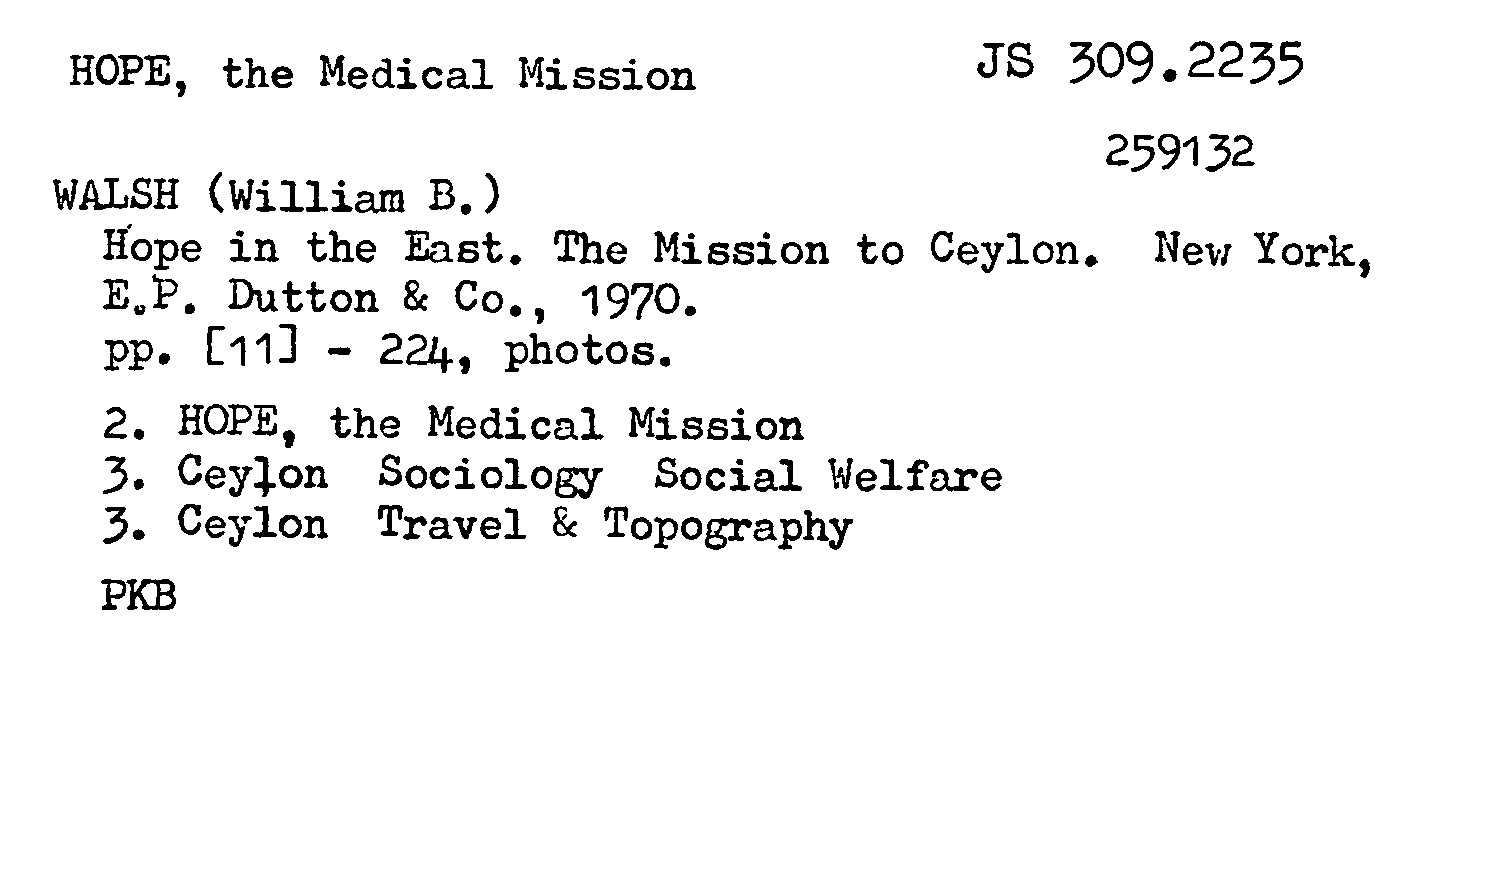 HOPE, the Medical Mission JS 309.2235
259132
WALSH (William B.)
Hope in the East. The Mission to Ceylon. New York,
E.P. Dutton & Co., 1970.
pp. [11] - 224, photos.
2. HOPE, the Medical Mission
3. Ceylon Sociology Social Welfare
3. Ceylon Travel & Topography
PKB